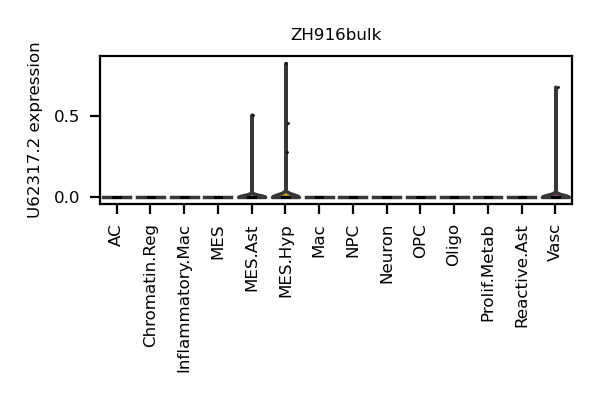 ZH916bulk
U62317.2 expression
0.5
0.0
AC
Chromatin.Reg
Inflammatory.Mac
MES
MES.Ast
MES.Hyp
Mac
NPC
Neuron
OPC
Oligo
Prolif.Metab
Reactive.Ast
Vasc